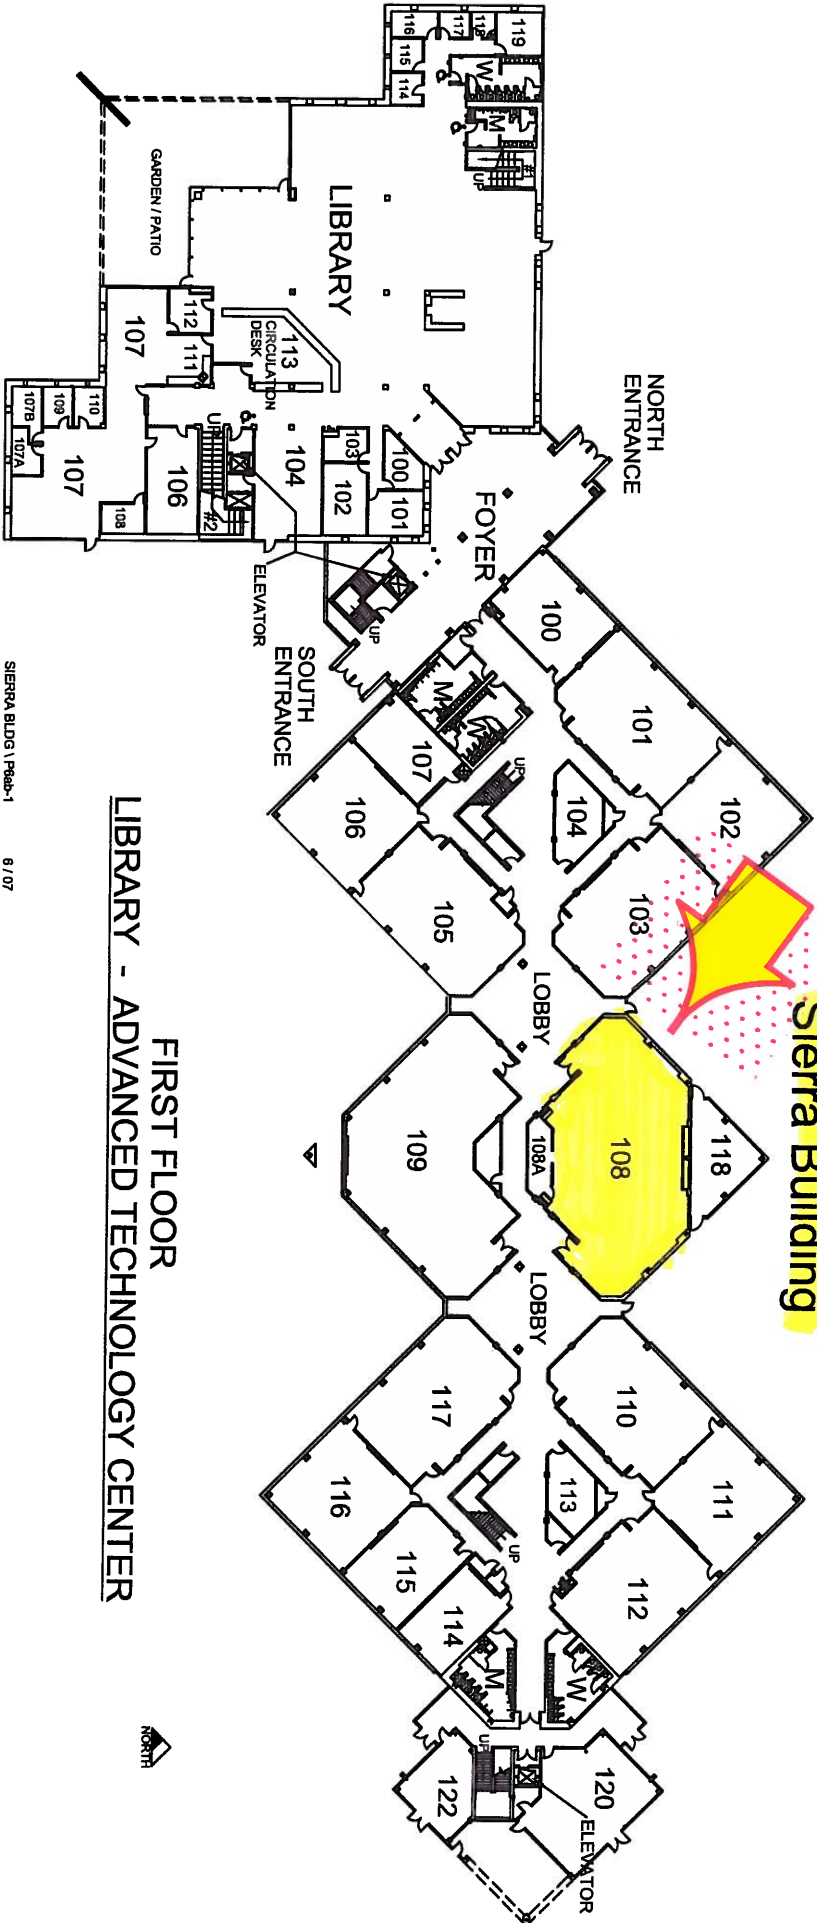 Sierra Building
NORTH
ENTRANCE
119
118
117
116
115
114
W
M
#1
UP
LIBRARY
GARDEN / PATIO
113
CIRCULATION
DESK
112
111
107
110
109
107B
107A
107
108
106
UP
#2
104
103
102
100
101
FOYER
ELEVATOR
UP
SOUTH
ENTRANCE
100
101
102
103
104
M
W
UP
107
106
105
LOBBY
118
108
108A
109
LOBBY
110
111
112
113
117
116
115
114
UP
M
W
UP
120
122
ELEVATOR
FIRST FLOOR
LIBRARY - ADVANCED TECHNOLOGY CENTER
NORTH
SIERRA BLDG \ P6ab-1
6 / 07